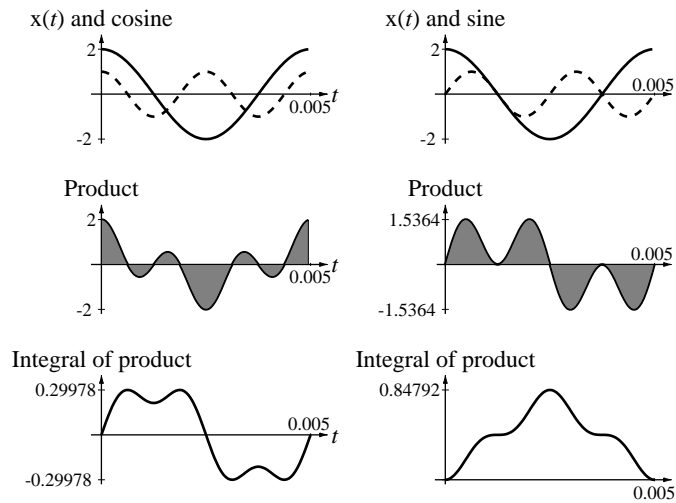 x(t) and cosine
2
-2
0.005
t
x(t) and sine
2
-2
0.005
Product
2
-2
0.005
t
Product
1.5364
-1.5364
0.005
Integral of product
0.29978
-0.29978
0.005
t
Integral of product
0.84792
0.005